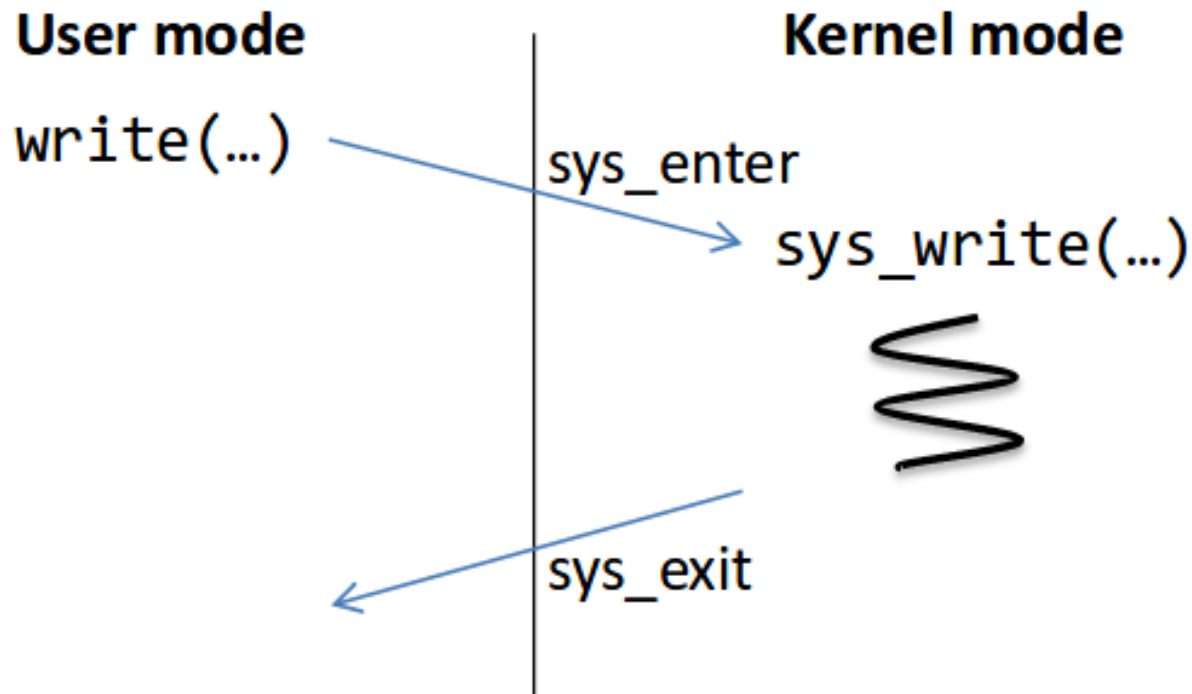 User mode
Kernel mode
write(…)
sys_enter
sys_write(…)
sys_exit